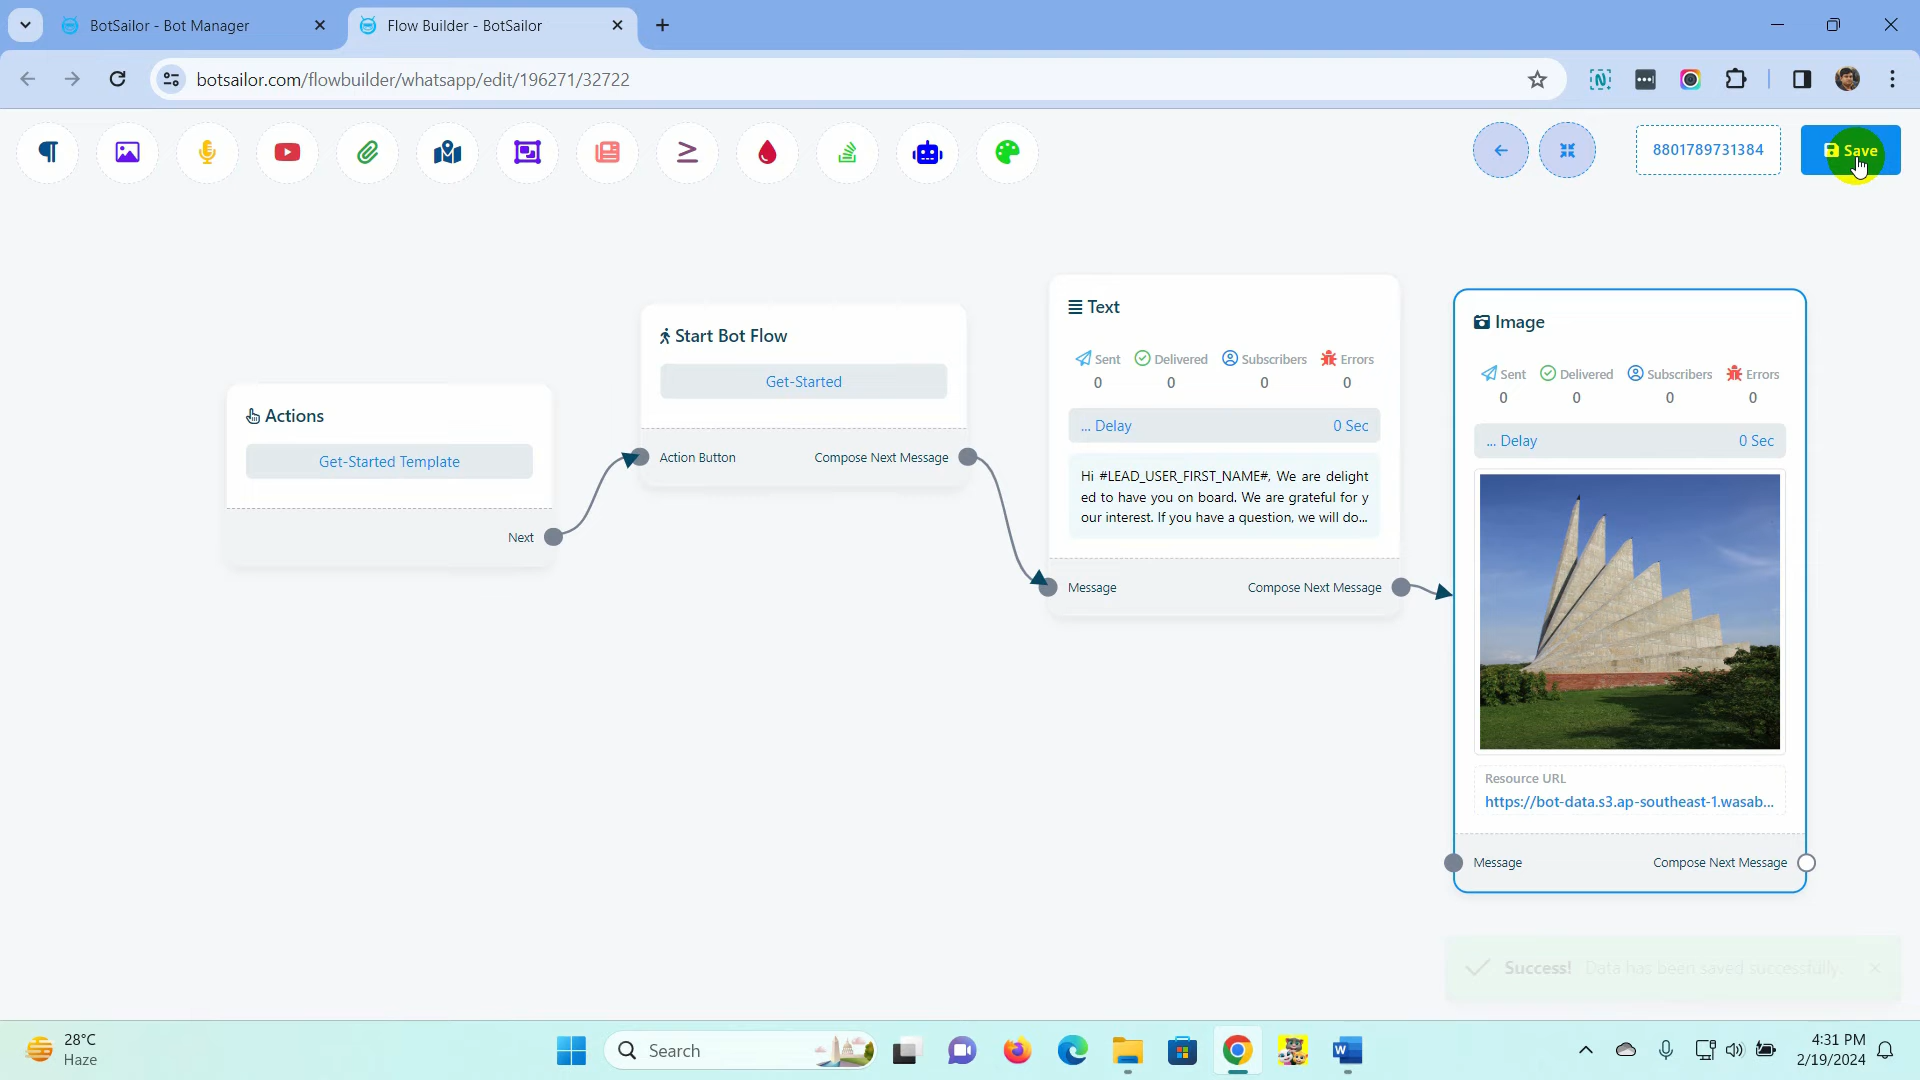 BotSailor - Bot Manager
Flow Builder - BotSailor
botsailor.com/flowbuilder/whatsapp/edit/196271/32722
8801789731384
Save
Actions
Get-Started Template
Next
Start Bot Flow
Get-Started
Action Button
Compose Next Message
Text
Sent
Delivered
Subscribers
Errors
0
0
0
0
... Delay
0 Sec
Hi #LEAD_USER_FIRST_NAME#, We are delight
ed to have you on board. We are grateful for y
our interest. If you have a question, we will do...
Message
Compose Next Message
Image
Sent
Delivered
Subscribers
Errors
0
0
0
0
... Delay
0 Sec
Resource URL
https://bot-data.s3.ap-southeast-1.wasab...
Message
Compose Next Message
Success! Data has been saved successfully.
28°C
Haze
Search
4:31 PM
2/19/2024